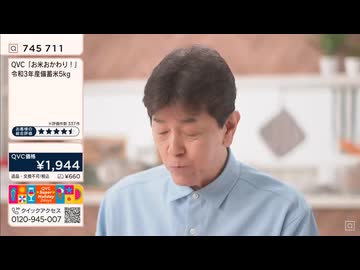 745 711
QVC「お米おかわり！」
令和3年産備蓄米5kg
※評価件数 337件
お客様の
総合評価
QVC価格
¥1,944
返品・交換不可/税込
¥660
QVC
Super
Holiday
Days
クイックアクセス
0120-945-007